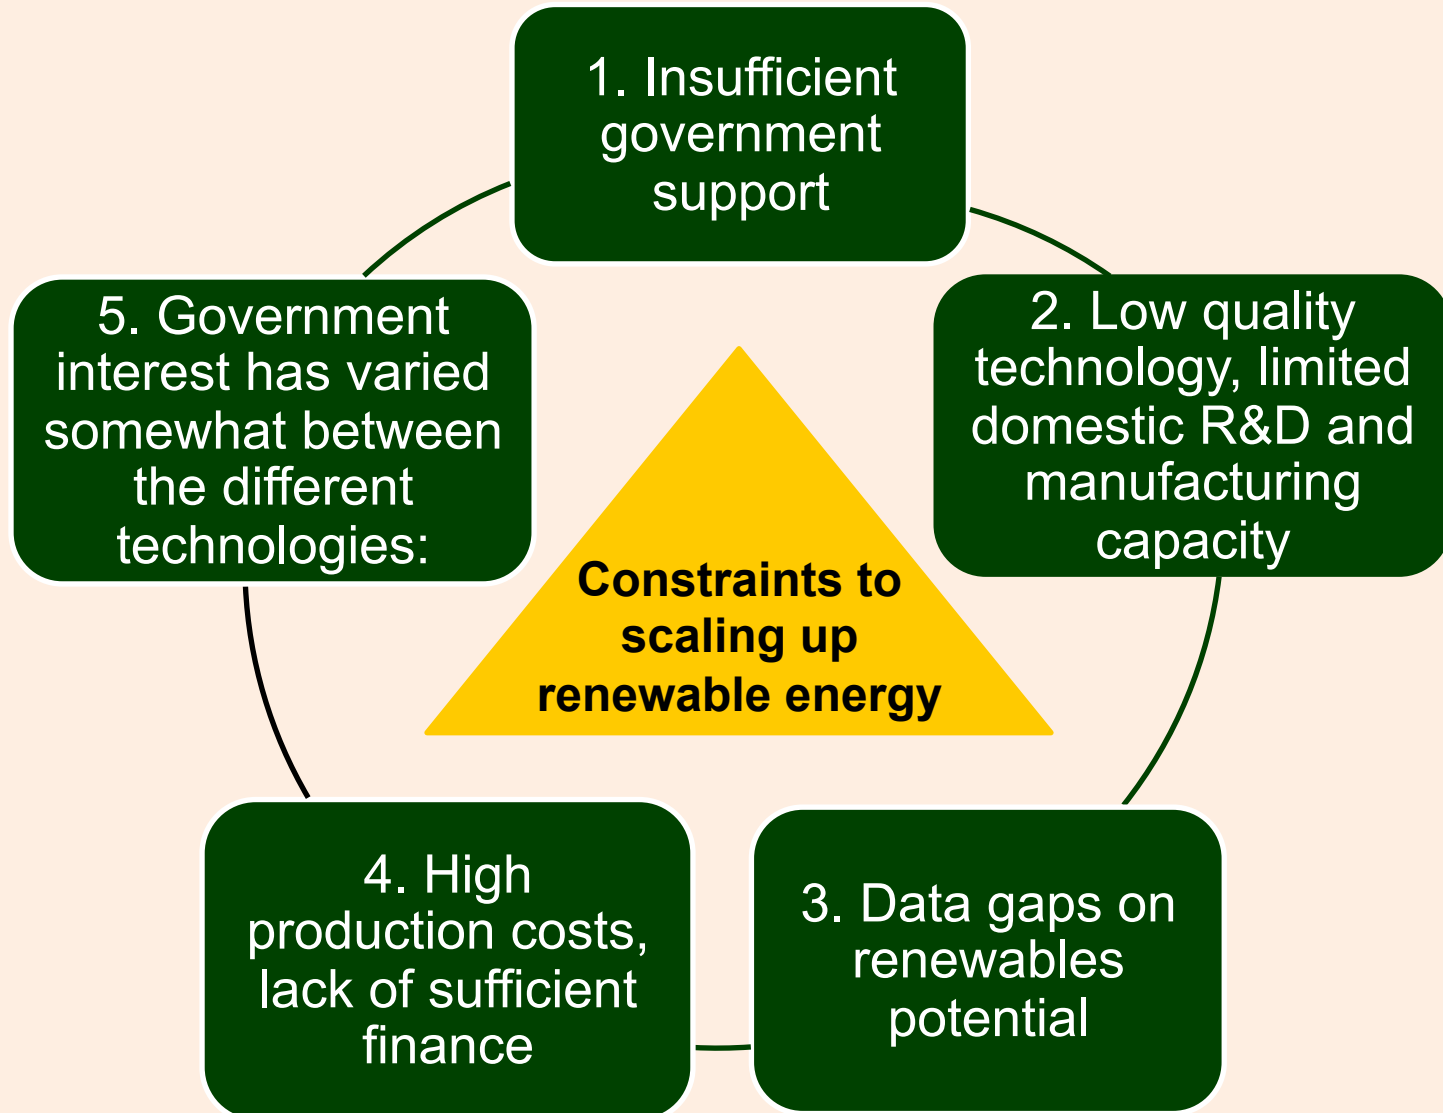 1. Insufficient
government
support
2. Low quality
technology, limited
domestic R&D and
manufacturing
capacity
3. Data gaps on
renewables
potential
4. High
production costs,
lack of sufficient
finance
5. Government
interest has varied
somewhat between
the different
technologies:
Constraints to
scaling up
renewable energy